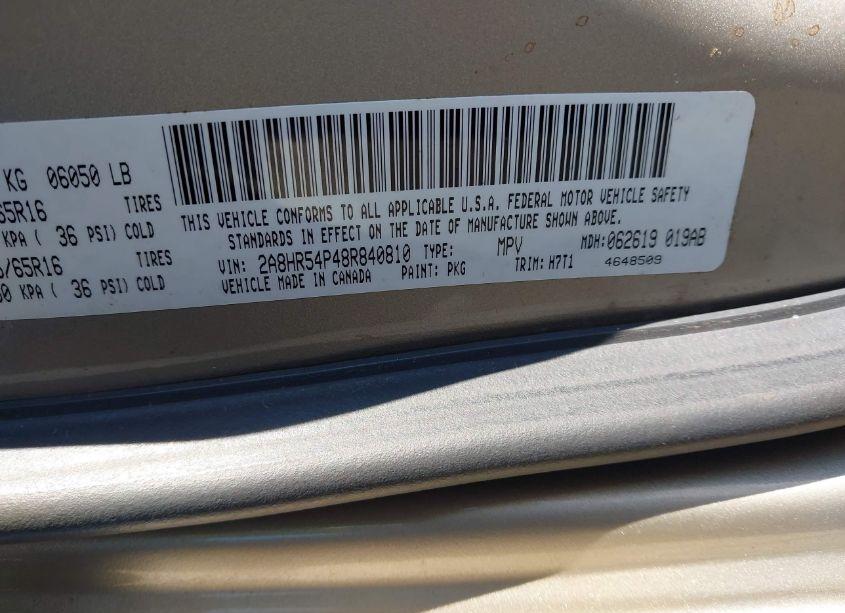 KG 06050 LB
65R16 TIRES
KPA ( 36 PSI) COLD
/65R16 TIRES
KPA ( 36 PSI) COLD
THIS VEHICLE CONFORMS TO ALL APPLICABLE U.S.A. FEDERAL MOTOR VEHICLE SAFETY
STANDARDS IN EFFECT ON THE DATE OF MANUFACTURE SHOWN ABOVE.
VIN: 2A8HR54P48R840810 TYPE: MPV MDH: 062619 019AB
VEHICLE MADE IN CANADA PAINT: PKG TRIM: H7T1 4648509